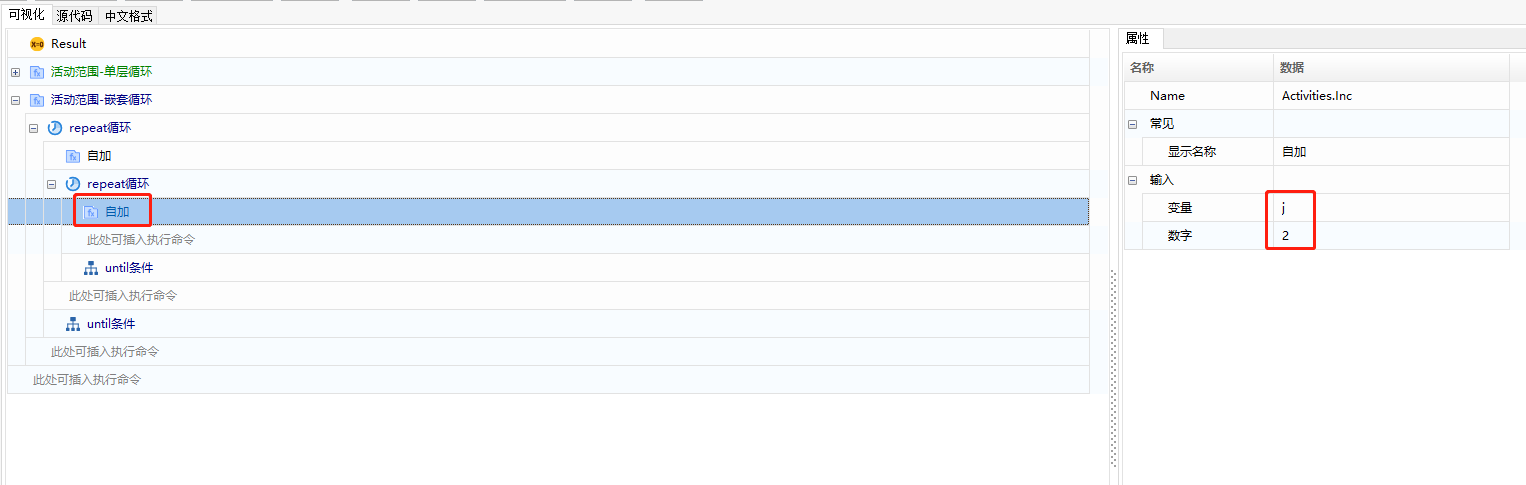 可视化 源代码 中文格式
Result
活动范围-单层循环
活动范围-嵌套循环
repeat循环
自加
repeat循环
自加
此处可插入执行命令
until条件
此处可插入执行命令
until条件
此处可插入执行命令
此处可插入执行命令
属性
名称 数据
Name Activities.Inc
常见
显示名称 自加
输入
变量 j
数字 2